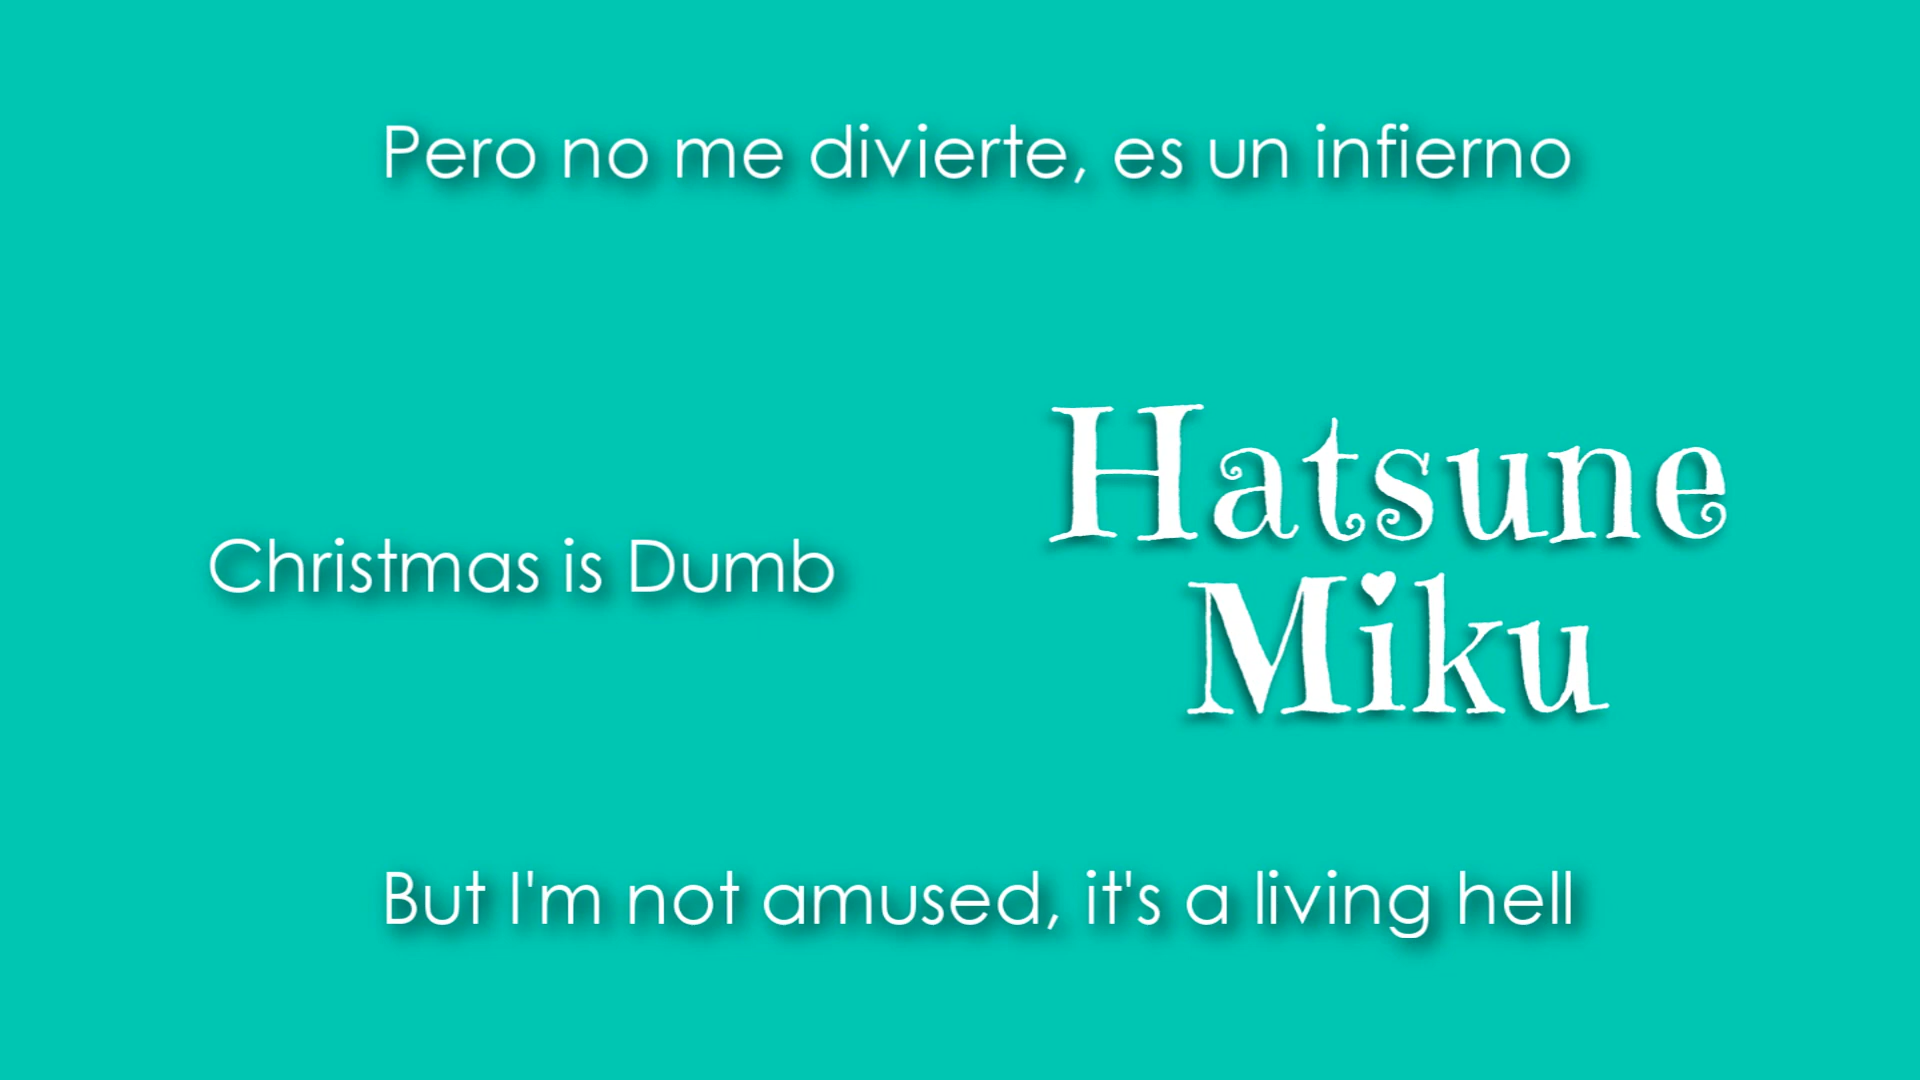 Pero no me divierte, es un infierno
Christmas is Dumb
Hatsune
Miku
But I'm not amused, it's a living hell